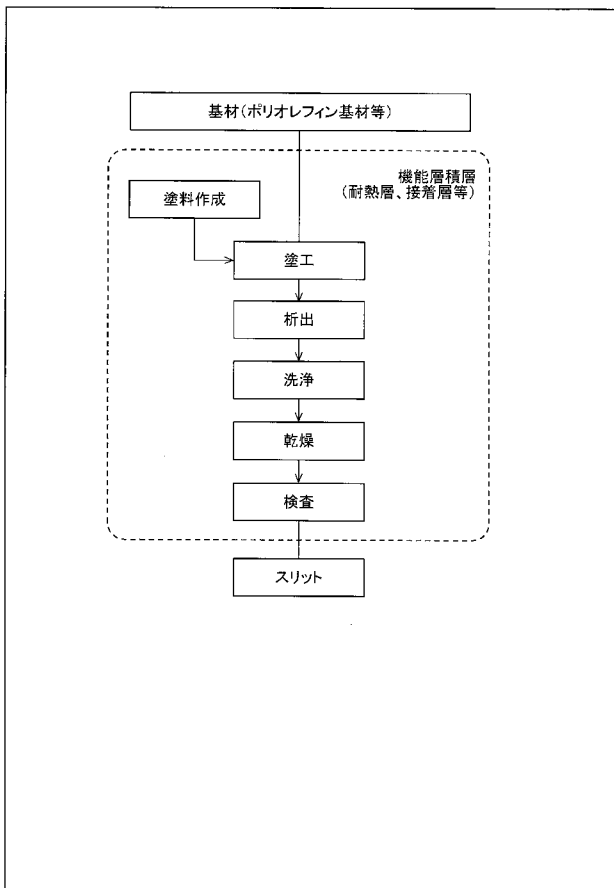 基材(ポリオレフィン基材等)
機能層積層
(耐熱層、接着層等)
塗料作成
塗工
析出
洗浄
乾燥
検査
スリット